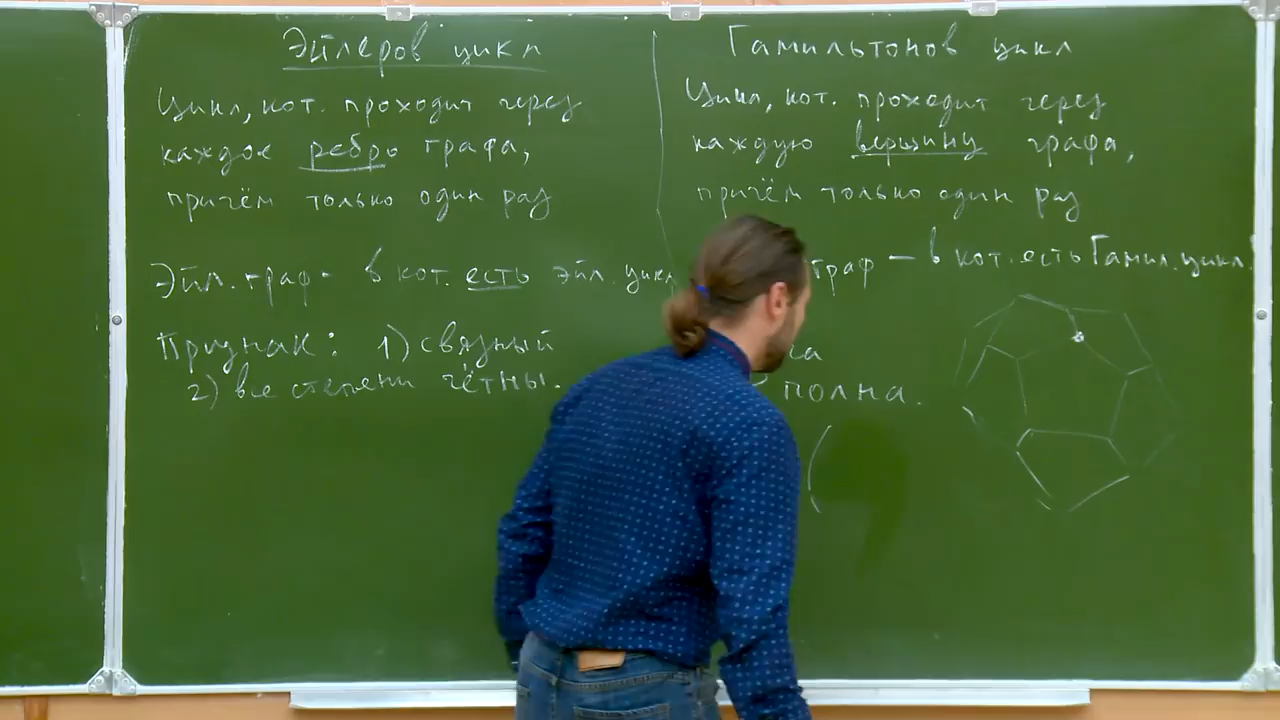 Эйлеров цикл
Цикл, кот. проходит через
каждое ребро графа,
причём только один раз
Эйл. граф - в кот. есть эйл. цикл
Признак: 1) связный
2) все степени чётны.
Гамильтонов цикл
Цикл, кот. проходит через
каждую вершину графа,
причём только один раз
граф — в кот. есть Гамил. цикл.
ча
полна.
(